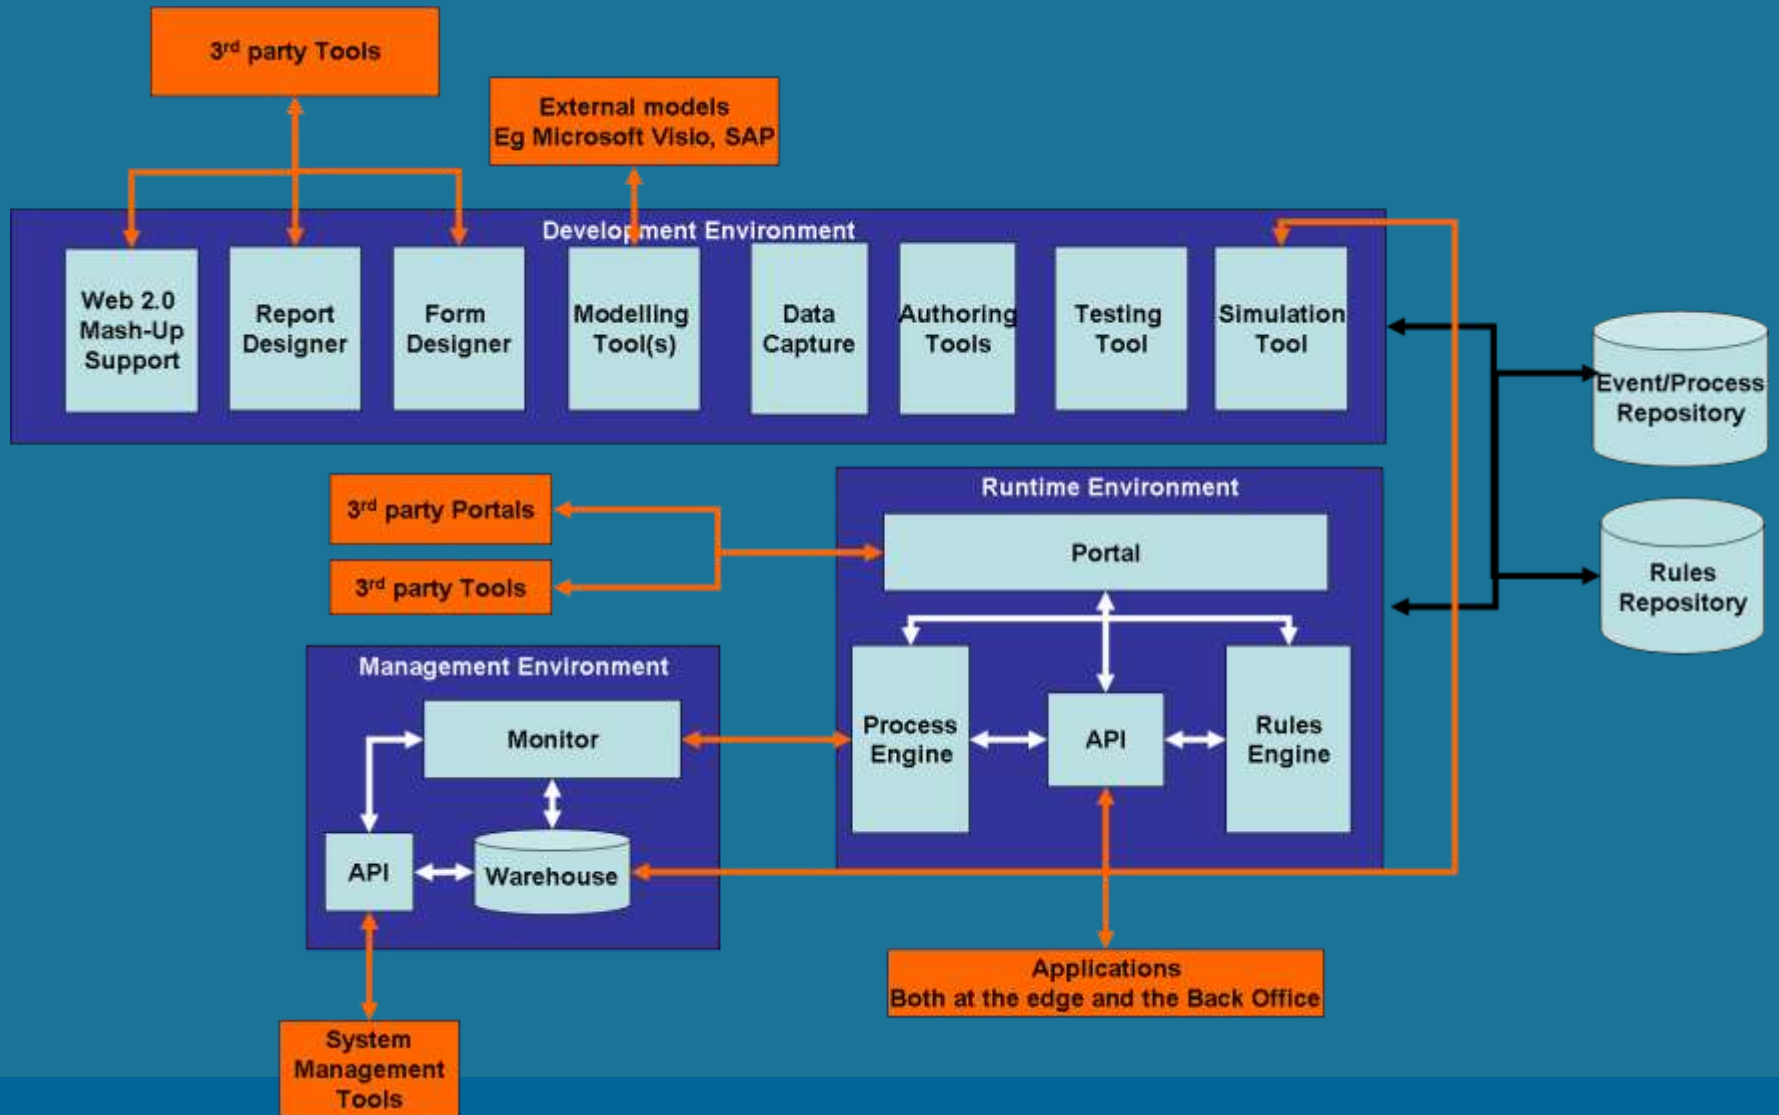 3rd party Tools
External models
Eg Microsoft Visio, SAP
Development Environment
Web 2.0
Mash-Up
Support
Report
Designer
Form
Designer
Modelling
Tool(s)
Data
Capture
Authoring
Tools
Testing
Tool
Simulation
Tool
Event/Process
Repository
Rules
Repository
3rd party Portals
3rd party Tools
Runtime Environment
Portal
Process
Engine
API
Rules
Engine
Management Environment
Monitor
API
Warehouse
Applications
Both at the edge and the Back Office
System
Management
Tools